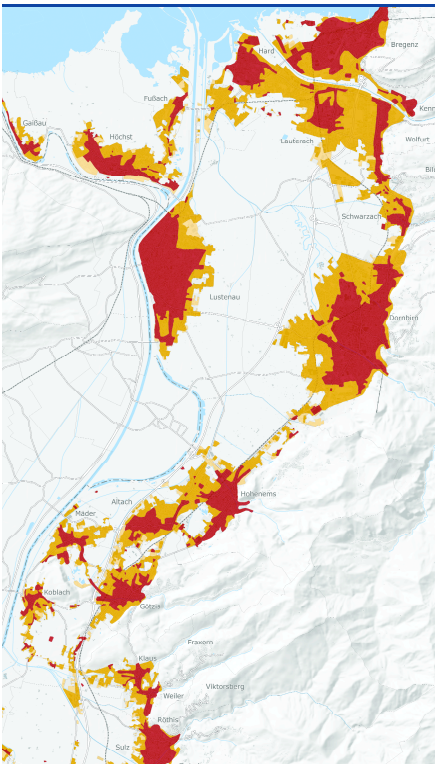 Bregenz
Hard
Fußach
Gaißau
Höchst
Lauterach
Wolfurt
Schwarzach
Lustenau
Dornbirn
Hohenems
Altach
Mäder
Koblach
Götzis
Fraxern
Klaus
Viktorsberg
Weiler
Röthis
Sulz